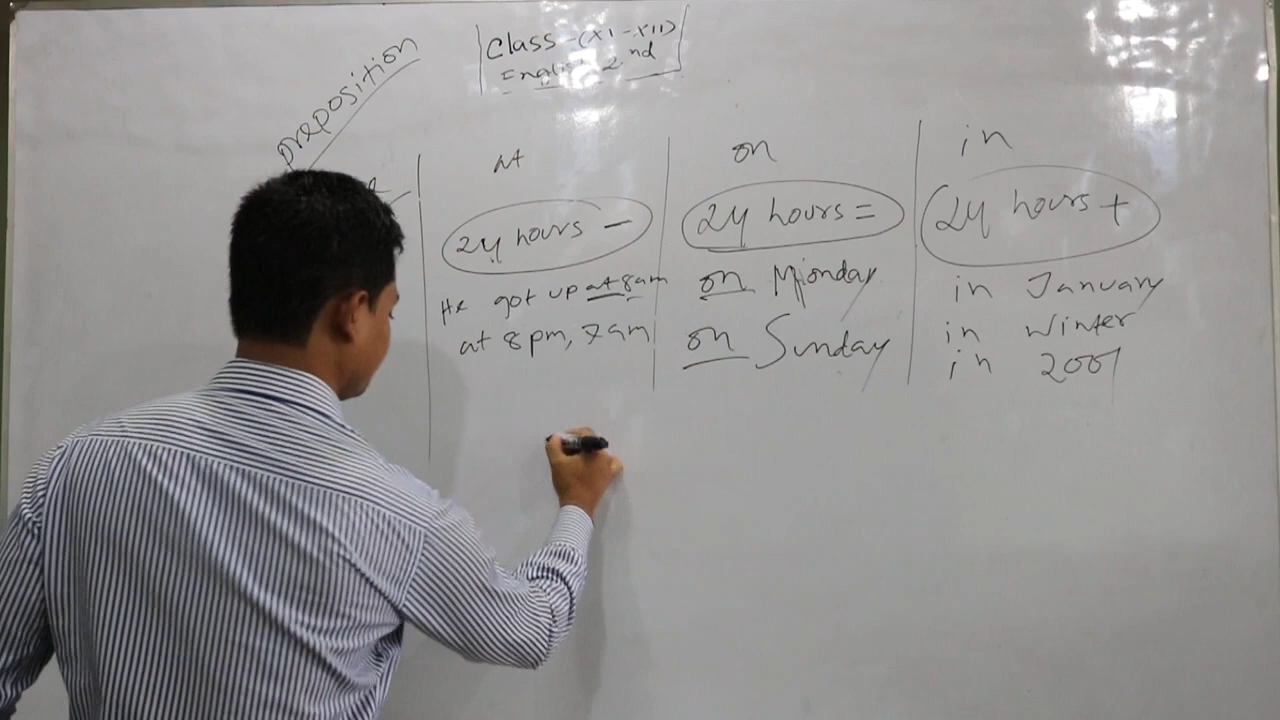 Class-(XI-XII)
English 2nd
preposition
at
24 hours -
He got up at 8am
at 8pm, 7am
on
24 hours =
on Monday
on Sunday
in
24 hours +
in January
in Winter
in 2001